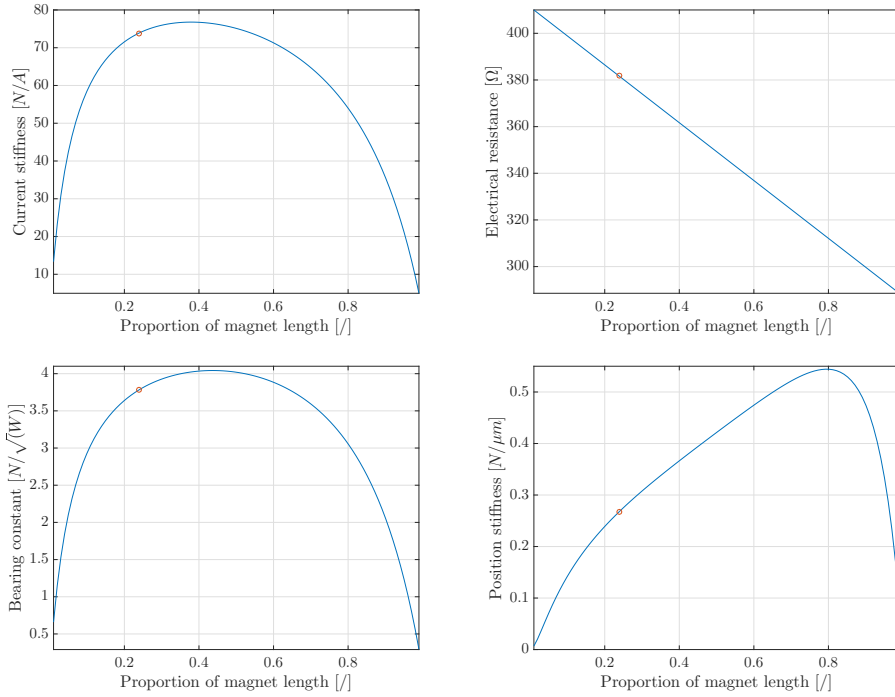 80
70
60
50
40
30
20
10
Current stiffness [N/A]
0.2 0.4 0.6 0.8
Proportion of magnet length [/]
400
380
360
340
320
300
Electrical resistance [Ω]
0.2 0.4 0.6 0.8
Proportion of magnet length [/]
4
3.5
3
2.5
2
1.5
1
0.5
Bearing constant [N/√(W)]
0.2 0.4 0.6 0.8
Proportion of magnet length [/]
0.5
0.4
0.3
0.2
0.1
0
Position stiffness [N/μm]
0.2 0.4 0.6 0.8
Proportion of magnet length [/]